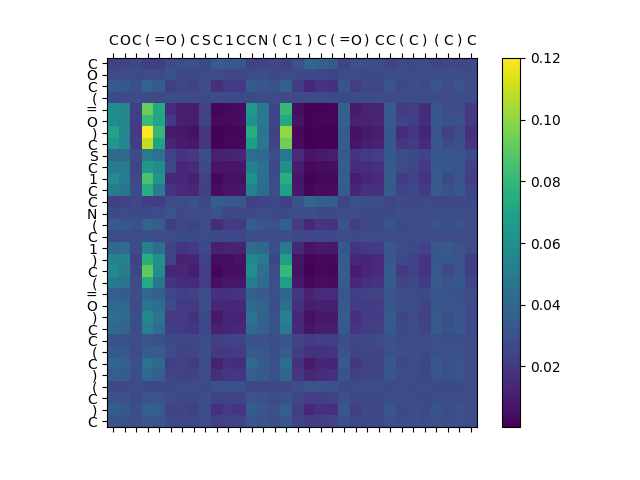 COC(=O)CSC1CCN(C1)C(=O)CC(C)(C)C
C
O
C
(
=
O
)
C
S
C
1
C
C
N
(
C
1
)
C
(
=
O
)
C
C
(
C
)
(
C
)
C
0.12
0.10
0.08
0.06
0.04
0.02